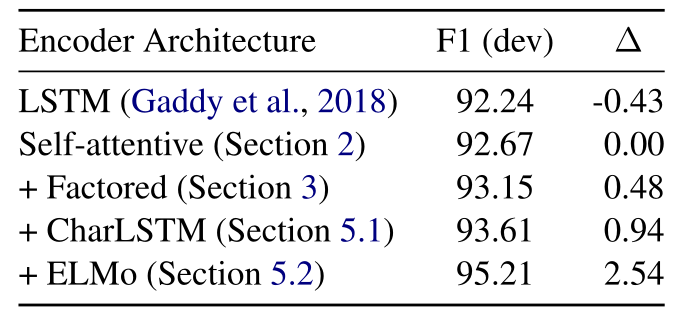 Encoder Architecture F1 (dev) Δ
LSTM (Gaddy et al., 2018) 92.24 -0.43
Self-attentive (Section 2) 92.67 0.00
+ Factored (Section 3) 93.15 0.48
+ CharLSTM (Section 5.1) 93.61 0.94
+ ELMo (Section 5.2) 95.21 2.54